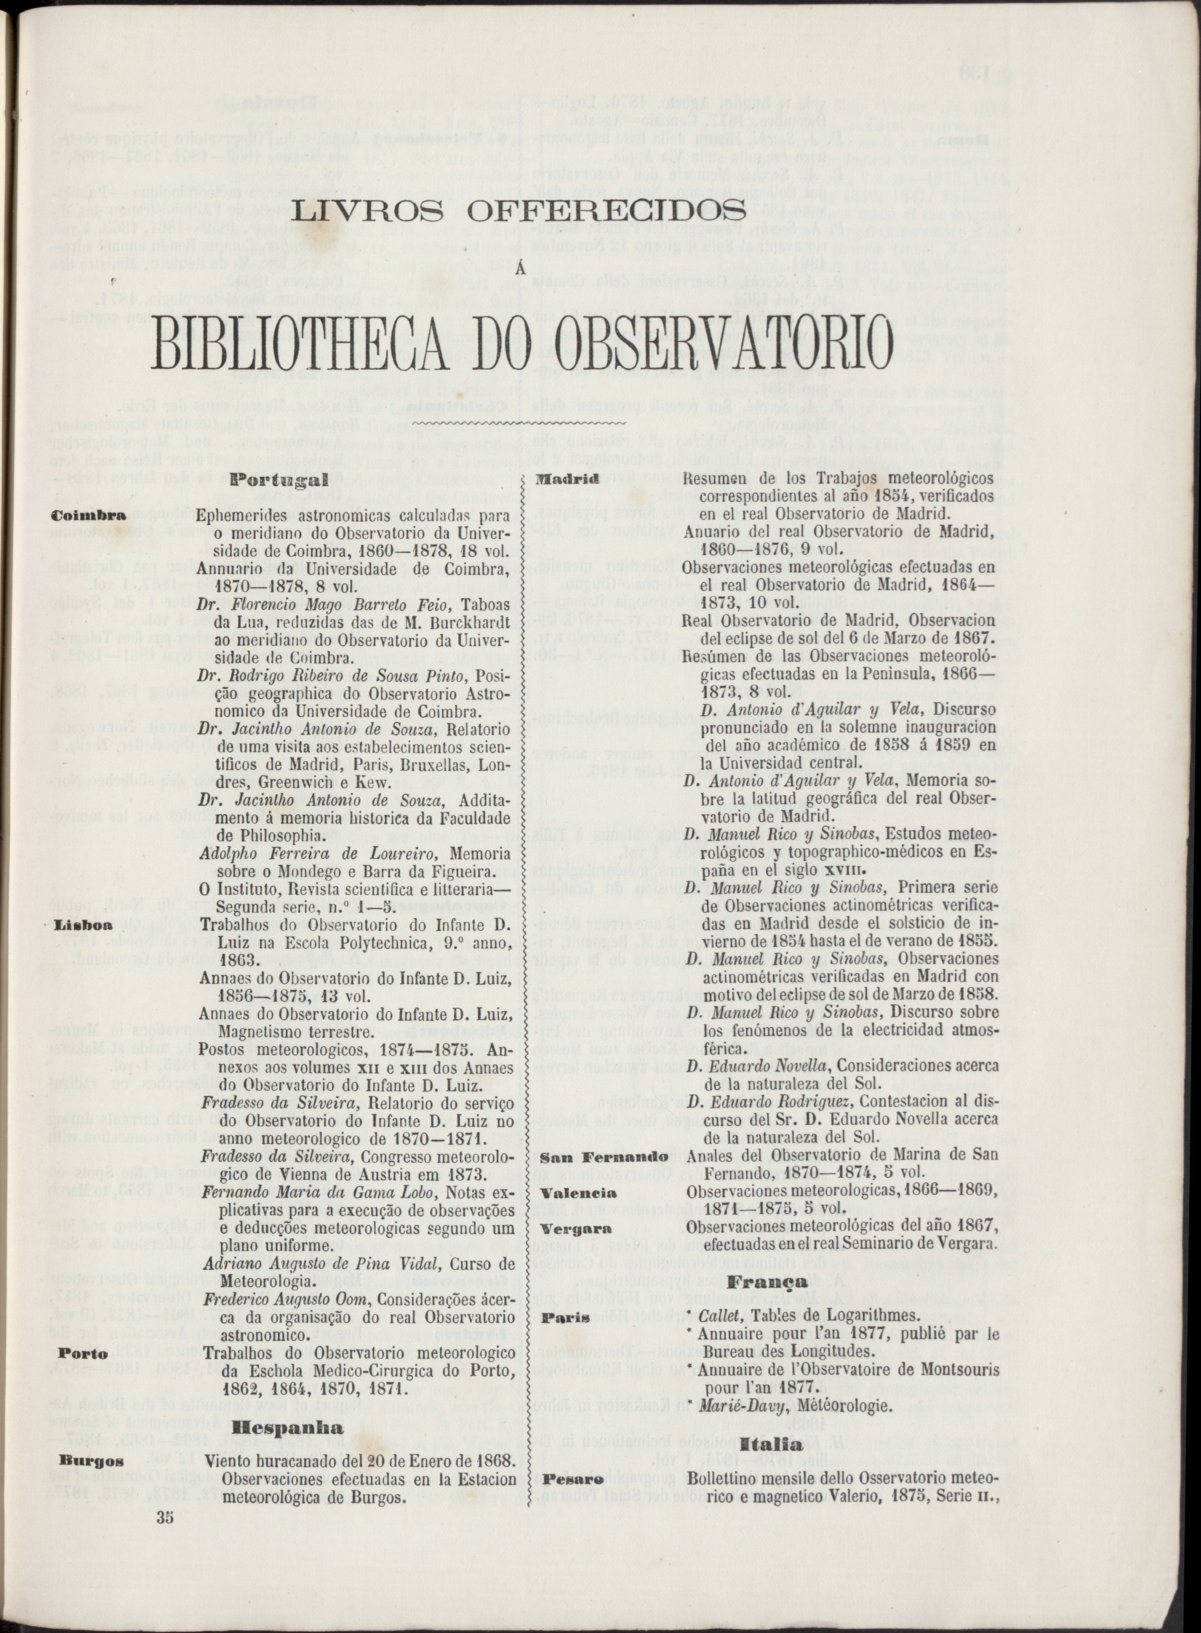 LIVROS OFFERECIDOS
Á
BIBLIOTHECA DO OBSERVATORIO
Portugal
Coimbra Ephemerides astronomicas calculadas para
o meridiano do Observatorio da Univer-
sidade de Coimbra, 1860—1878, 18 vol.
Annuario da Universidade de Coimbra,
1870—1878, 8 vol.
Dr. Florencio Mago Barreto Feio, Taboas
da Lua, reduzidas das de M. Burckhardt
ao meridiano do Observatorio da Univer-
sidade de Coimbra.
Dr. Rodrigo Ribeiro de Sousa Pinto, Posi-
ção geographica do Observatorio Astro-
nomico da Universidade de Coimbra.
Dr. Jacintho Antonio de Souza, Relatorio
de uma visita aos estabelecimentos scien-
tificos de Madrid, Paris, Bruxellas, Lon-
dres, Greenwich e Kew.
Dr. Jacintho Antonio de Souza, Addita-
mento á memoria historica da Faculdade
de Philosophia.
Adolpho Ferreira de Loureiro, Memoria
sobre o Mondego e Barra da Figueira.
O Instituto, Revista scientifica e litteraria—
Segunda serie, n.º 1—5.
Lisboa Trabalhos do Observatorio do Infante D.
Luiz na Escola Polytechnica, 9.º anno,
1863.
Annaes do Observatorio do Infante D. Luiz,
1856—1875, 13 vol.
Annaes do Observatorio do Infante D. Luiz,
Magnetismo terrestre.
Postos meteorologicos, 1874—1875. An-
nexos aos volumes XII e XIII dos Annaes
do Observatorio do Infante D. Luiz.
Fradesso da Silveira, Relatorio do serviço
do Observatorio do Infante D. Luiz no
anno meteorologico de 1870—1871.
Fradesso da Silveira, Congresso meteorolo-
gico de Vienna de Austria em 1873.
Fernando Maria da Gama Lobo, Notas ex-
plicativas para a execução de observações
e deducções meteorologicas segundo um
plano uniforme.
Adriano Augusto de Pina Vidal, Curso de
Meteorologia.
Frederico Augusto Oom, Considerações ácer-
ca da organisação do real Observatorio
astronomico.
Porto Trabalhos do Observatorio meteorologico
da Eschola Medico-Cirurgica do Porto,
1862, 1864, 1870, 1871.
Hespanha
Burgos Viento huracanado del 20 de Enero de 1868.
Observaciones efectuadas en la Estacion
meteorológica de Burgos.
35
Madrid Resumen de los Trabajos meteorológicos
correspondientes al año 1854, verificados
en el real Observatorio de Madrid.
Anuario del real Observatorio de Madrid,
1860—1876, 9 vol.
Observaciones meteorológicas efectuadas en
el real Observatorio de Madrid, 1864—
1873, 10 vol.
Real Observatorio de Madrid, Observacion
del eclipse de sol del 6 de Marzo de 1867.
Resúmen de las Observaciones meteoroló-
gicas efectuadas en la Peninsula, 1866—
1873, 8 vol.
D. Antonio d'Aguilar y Vela, Discurso
pronunciado en la solemne inauguracion
del año académico de 1858 á 1859 en
la Universidad central.
D. Antonio d'Aguilar y Vela, Memoria so-
bre la latitud geográfica del real Obser-
vatorio de Madrid.
D. Manuel Rico y Sinobas, Estudos meteo-
rológicos y topographico-médicos en Es-
paña en el siglo XVIII.
D. Manuel Rico y Sinobas, Primera serie
de Observaciones actinométricas verifica-
das en Madrid desde el solsticio de in-
vierno de 1854 hasta el de verano de 1855.
D. Manuel Rico y Sinobas, Observaciones
actinométricas verificadas en Madrid con
motivo del eclipse de sol de Marzo de 1858.
D. Manuel Rico y Sinobas, Discurso sobre
los fenómenos de la electricidad atmos-
férica.
D. Eduardo Novella, Consideraciones acerca
de la naturaleza del Sol.
D. Eduardo Rodriguez, Contestacion al dis-
curso del Sr. D. Eduardo Novella acerca
de la naturaleza del Sol.
San Fernando Anales del Observatorio de Marina de San
Fernando, 1870—1874, 5 vol.
Valencia Observaciones meteorologicas, 1866—1869,
1871—1875, 5 vol.
Vergara Observaciones meteorológicas del año 1867,
efectuadas en el real Seminario de Vergara.
França
Paris * Callet, Tables de Logarithmes.
* Annuaire pour l'an 1877, publié par le
Bureau des Longitudes.
* Annuaire de l'Observatoire de Montsouris
pour l'an 1877.
* Marié-Davy, Météorologie.
Italia
Pesaro Bollettino mensile dello Osservatorio meteo-
rico e magnetico Valerio, 1875, Serie II.,